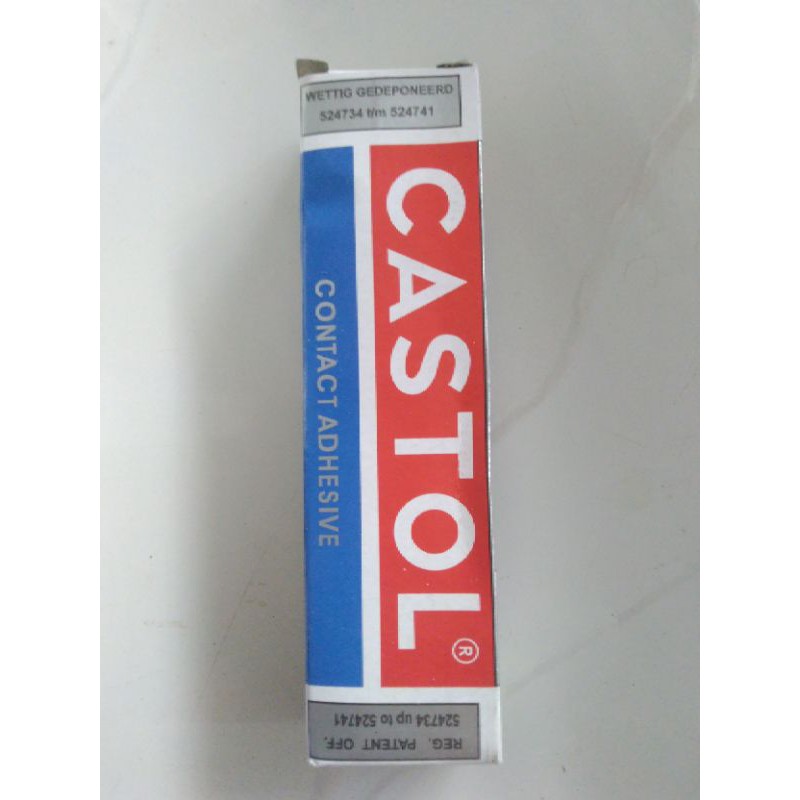 WETTIG GEDEPONEERD
524734 t/m 524741
CASTOL®
CONTACT ADHESIVE
REG. PATENT OFF.
524734 up to 524741